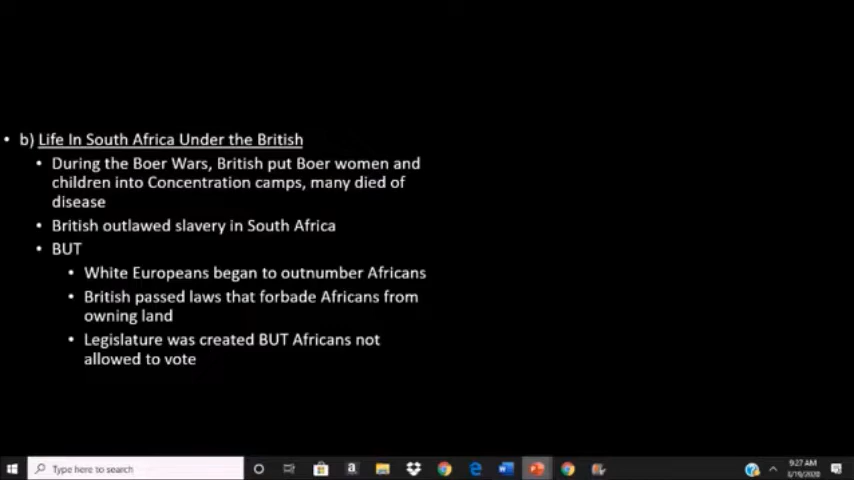 • b) Life In South Africa Under the British
• During the Boer Wars, British put Boer women and
children into Concentration camps, many died of
disease
• British outlawed slavery in South Africa
• BUT
• White Europeans began to outnumber Africans
• British passed laws that forbade Africans from
owning land
• Legislature was created BUT Africans not
allowed to vote
Type here to search
9:27 AM